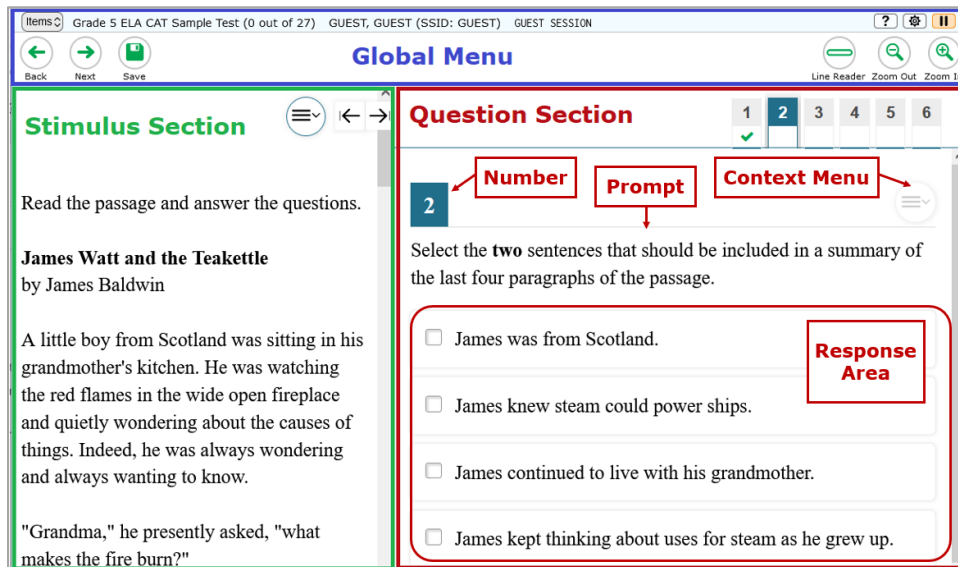 Items Grade 5 ELA CAT Sample Test (0 out of 27) GUEST, GUEST (SSID: GUEST) GUEST SESSION ?
Back Next Save
Global Menu
Line Reader Zoom Out Zoom I
Stimulus Section
Read the passage and answer the questions.
James Watt and the Teakettle
by James Baldwin
A little boy from Scotland was sitting in his
grandmother's kitchen. He was watching
the red flames in the wide open fireplace
and quietly wondering about the causes of
things. Indeed, he was always wondering
and always wanting to know.
"Grandma," he presently asked, "what
makes the fire burn?"
Question Section
1 2 3 4 5 6
Number
Prompt
Context Menu
2
Select the two sentences that should be included in a summary of
the last four paragraphs of the passage.
James was from Scotland.
Response
Area
James knew steam could power ships.
James continued to live with his grandmother.
James kept thinking about uses for steam as he grew up.